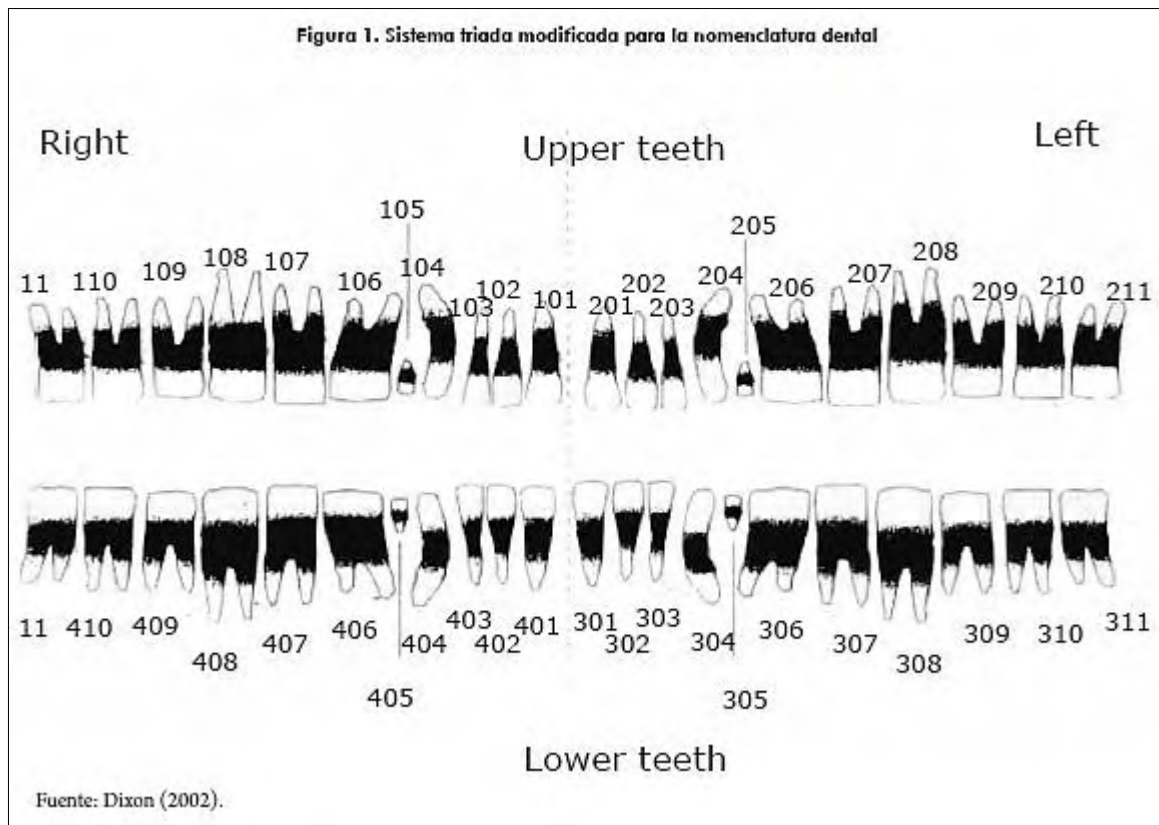 Figura 1. Sistema triada modificada para la nomenclatura dental
Right Upper teeth Left
105 205
11 110 109 108 107 106 104 103 102 101 201 202 203 204 206 207 208 209 210 211
11 410 409 408 407 406 404 403 402 401 301 302 303 304 306 307 308 309 310 311
405 305
Lower teeth
Fuente: Dixon (2002).